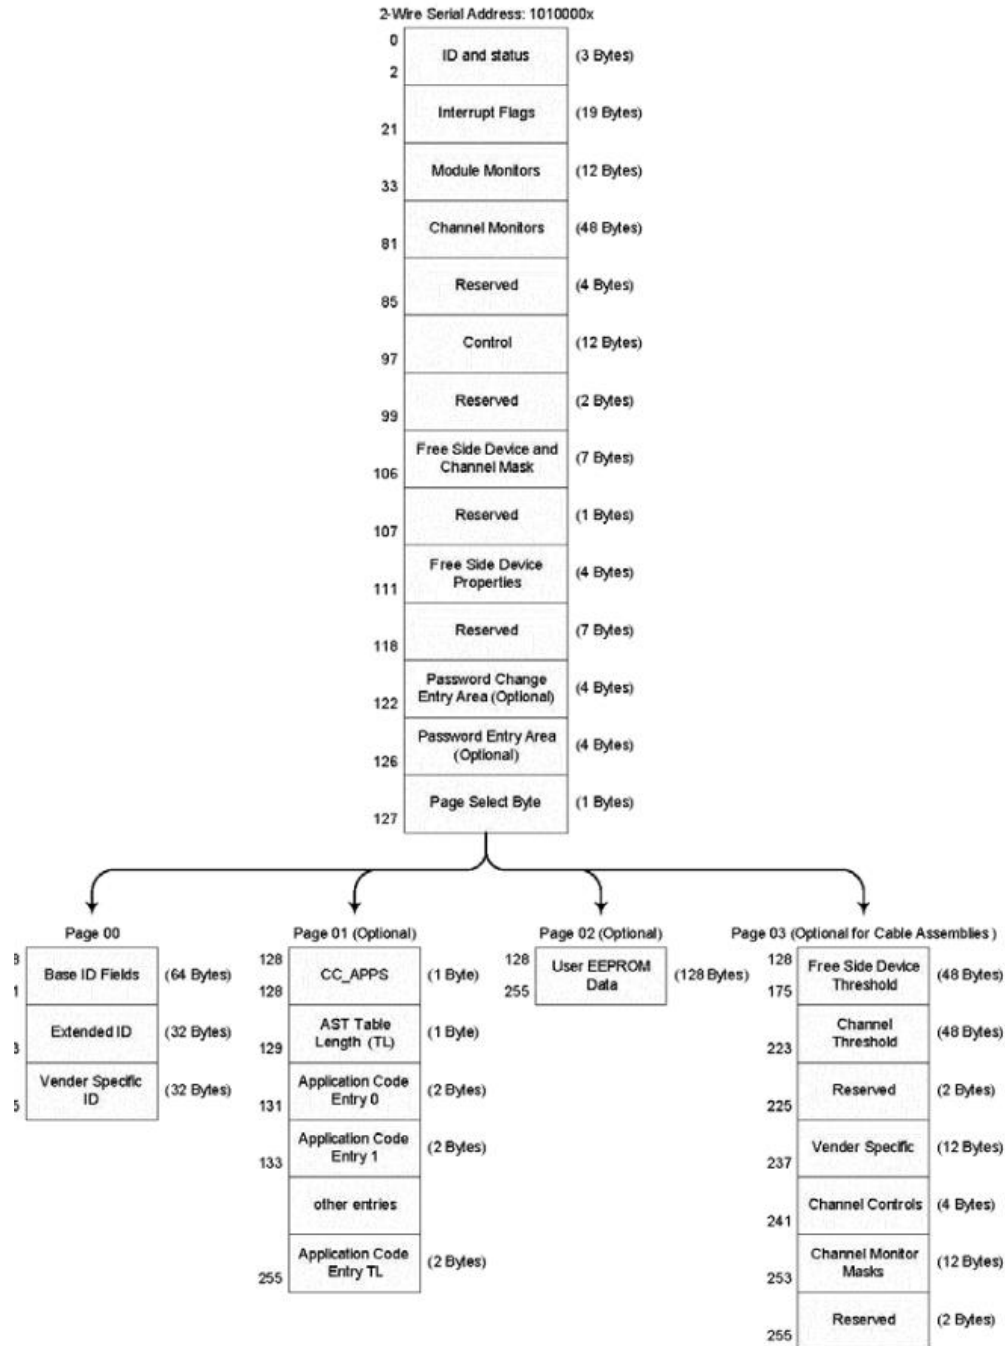 2-Wire Serial Address: 1010000x
0
ID and status (3 Bytes)
2
Interrupt Flags (19 Bytes)
21
Module Monitors (12 Bytes)
33
Channel Monitors (48 Bytes)
81
Reserved (4 Bytes)
85
Control (12 Bytes)
97
Reserved (2 Bytes)
99
Free Side Device and
Channel Mask (7 Bytes)
106
Reserved (1 Bytes)
107
Free Side Device
Properties (4 Bytes)
111
Reserved (7 Bytes)
118
Password Change
Entry Area (Optional) (4 Bytes)
122
Password Entry Area
(Optional) (4 Bytes)
126
Page Select Byte (1 Bytes)
127
Page 00
8
Base ID Fields (64 Bytes)
1
Extended ID (32 Bytes)
3
Vender Specific
ID (32 Bytes)
5
Page 01 (Optional)
128
CC_APPS (1 Byte)
128
AST Table
Length (TL) (1 Byte)
129
Application Code
Entry 0 (2 Bytes)
131
Application Code
Entry 1 (2 Bytes)
133
other entries
Application Code
Entry TL (2 Bytes)
255
Page 02 (Optional)
128
User EEPROM
Data (128 Bytes)
255
Page 03 (Optional for Cable Assemblies )
128
Free Side Device
Threshold (48 Bytes)
175
Channel
Threshold (48 Bytes)
223
Reserved (2 Bytes)
225
Vender Specific (12 Bytes)
237
Channel Controls (4 Bytes)
241
Channel Monitor
Masks (12 Bytes)
253
Reserved (2 Bytes)
255